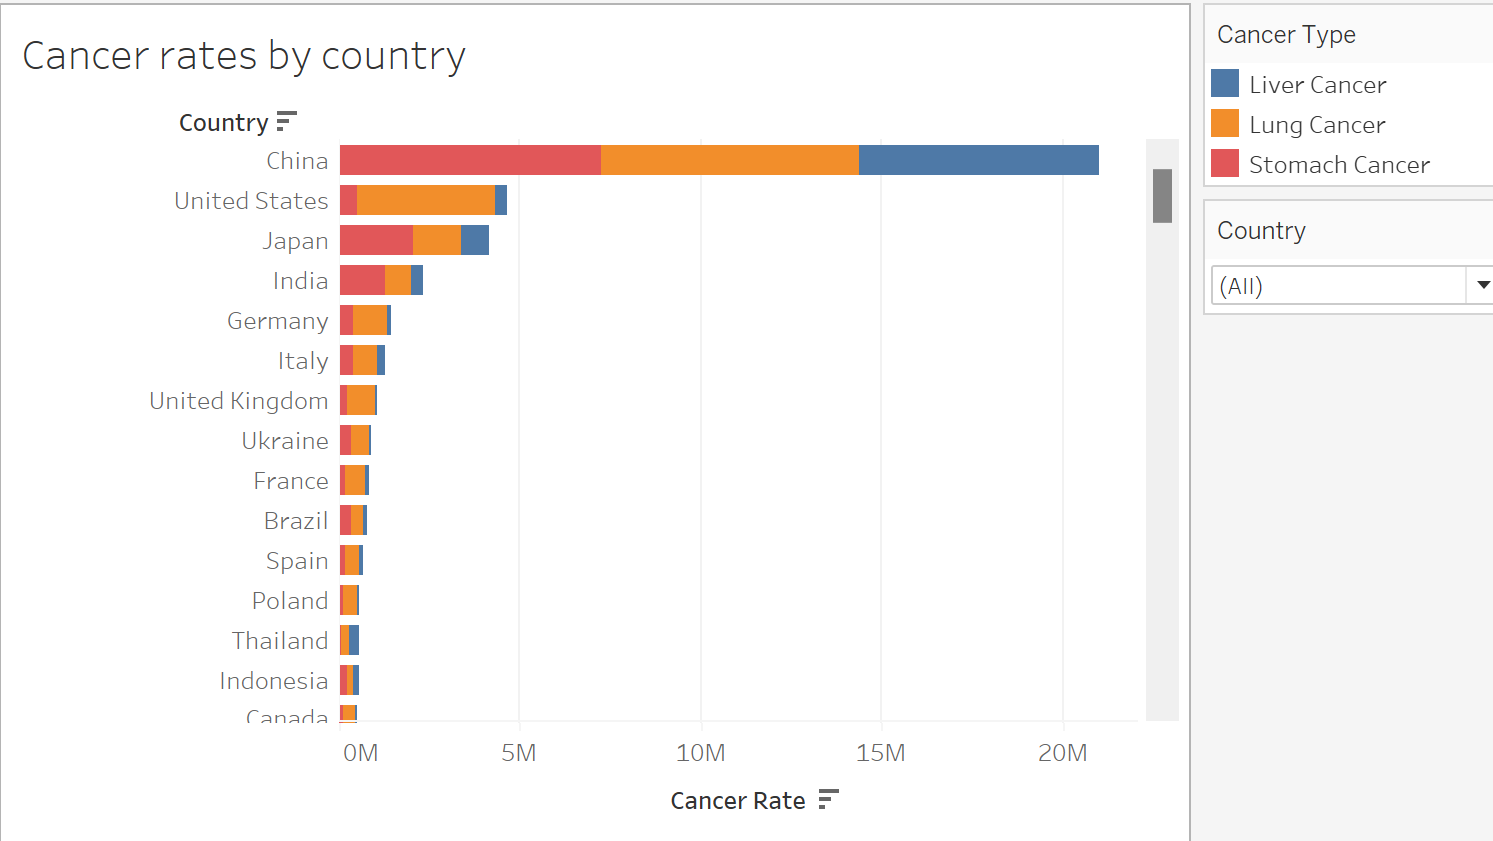 Cancer rates by country
Country
China
United States
Japan
India
Germany
Italy
United Kingdom
Ukraine
France
Brazil
Spain
Poland
Thailand
Indonesia
Canada
0M 5M 10M 15M 20M
Cancer Rate
Cancer Type
Liver Cancer
Lung Cancer
Stomach Cancer
Country
(All)